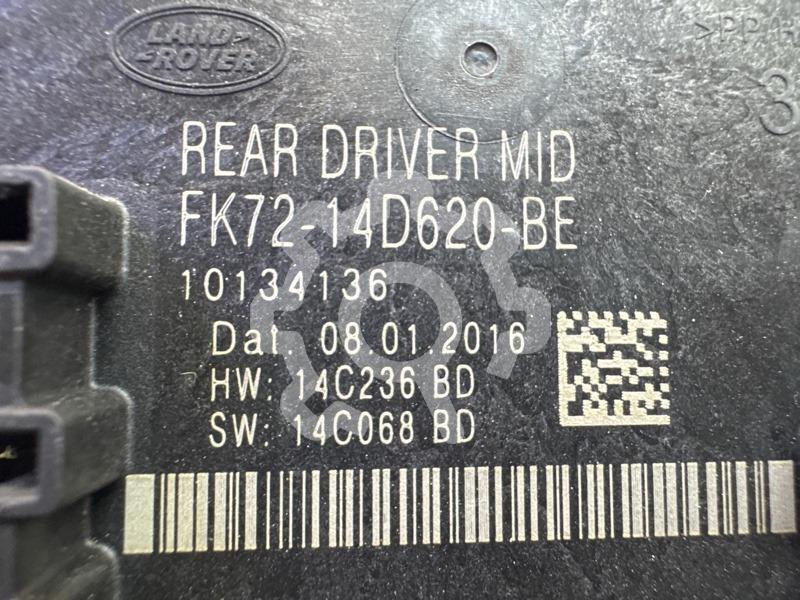 LAND
ROVER
>PP
REAR DRIVER MID
FK72-14D620-BE
10134136
Dat. 08.01.2016
HW: 14C236 BD
SW: 14C068 BD